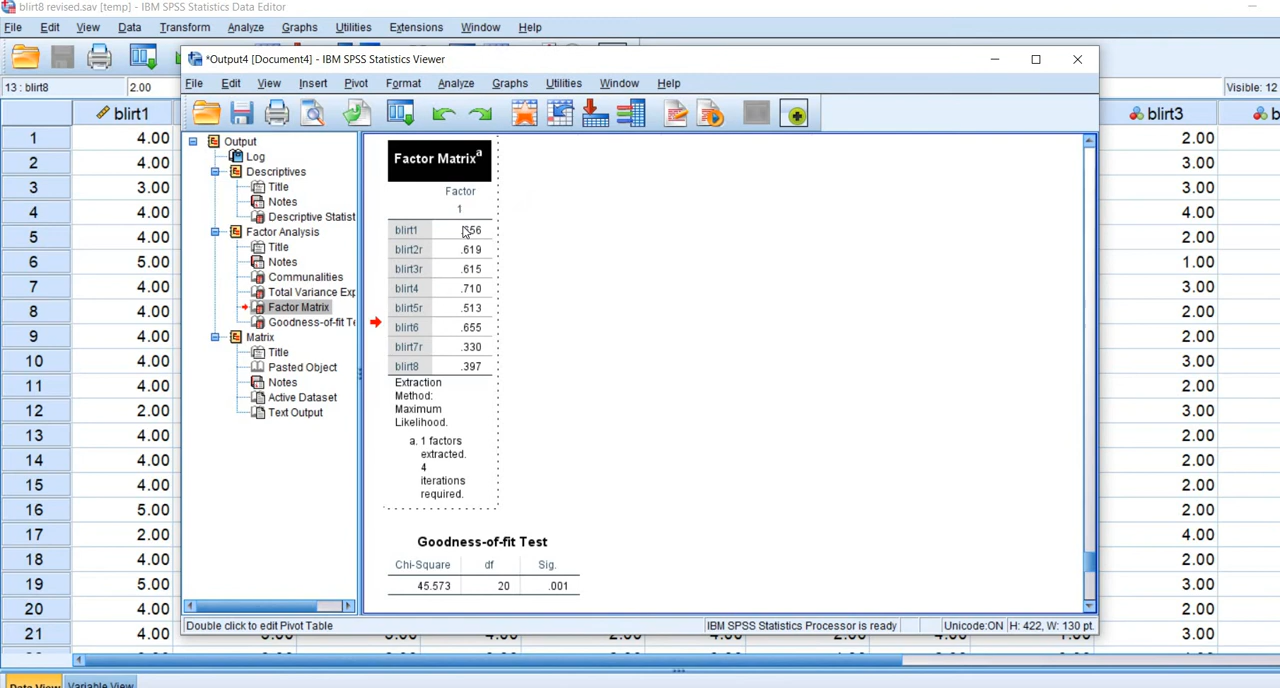 blirt8 revised.sav [temp] - IBM SPSS Statistics Data Editor
File Edit View Data Transform Graphs Analyze Utilities Extensions Window Help
*Output4 [Document4] - IBM SPSS Statistics Viewer
File Edit View Insert Pivot Format Analyze Graphs Utilities Window Help
13 : blirt8 2.00
Visible: 12
blirt1
blirt3
1 4.00 2.00
2 4.00 3.00
3 3.00 3.00
4 4.00 4.00
5 4.00 2.00
6 5.00 1.00
7 4.00 3.00
8 4.00 2.00
9 4.00 2.00
10 4.00 3.00
11 4.00 2.00
12 2.00 3.00
13 4.00 2.00
14 4.00 2.00
15 4.00 2.00
16 5.00 2.00
17 2.00 4.00
18 4.00 2.00
19 5.00 3.00
20 4.00 2.00
21 4.00 3.00
Output
Log
Descriptives
Title
Notes
Descriptive Statist
Factor Analysis
Title
Notes
Communalities
Total Variance Exp
Factor Matrix
Goodness-of-fit Te
Matrix
Title
Pasted Object
Notes
Active Dataset
Text Output
Factor Matrixa
Factor
1
blirt1
blirt2r .619
blirt3r .615
blirt4 .710
blirt5r .513
blirt6 .655
blirt7r .330
blirt8 .397
Extraction
Method:
Maximum
Likelihood.
a. 1 factors
extracted.
4
iterations
required.
Goodness-of-fit Test
Chi-Square df Sig.
45.573 20 .001
Double click to edit Pivot Table
IBM SPSS Statistics Processor is ready
Unicode:ON H: 422, W: 130 pt.
Data View Variable View